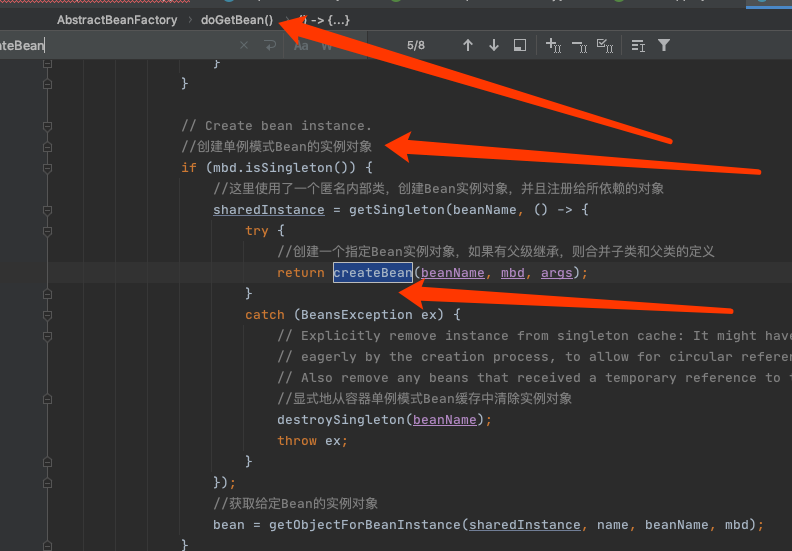 AbstractBeanFactory doGetBean() () -> {...}
teBean Aa W 5/8
}
}
// Create bean instance.
//创建单例模式Bean的实例对象
if (mbd.isSingleton()) {
//这里使用了一个匿名内部类，创建Bean实例对象，并且注册给所依赖的对象
sharedInstance = getSingleton(beanName, () -> {
try {
//创建一个指定Bean实例对象，如果有父级继承，则合并子类和父类的定义
return createBean(beanName, mbd, args);
}
catch (BeansException ex) {
// Explicitly remove instance from singleton cache: It might have
// eagerly by the creation process, to allow for circular referen
// Also remove any beans that received a temporary reference to t
//显式地从容器单例模式Bean缓存中清除实例对象
destroySingleton(beanName);
throw ex;
}
});
//获取给定Bean的实例对象
bean = getObjectForBeanInstance(sharedInstance, name, beanName, mbd);
}